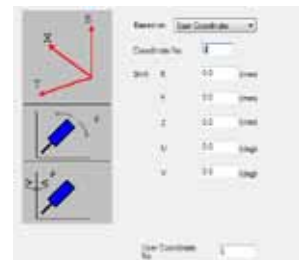 Z
X
Y
Based on User Coordinate
Coordinate No.
Shift X 0.0 [mm]
Y 0.0 [mm]
Z 0.0 [mm]
U 0.0 [deg]
V 0.0 [deg]
User Coordinate
No.